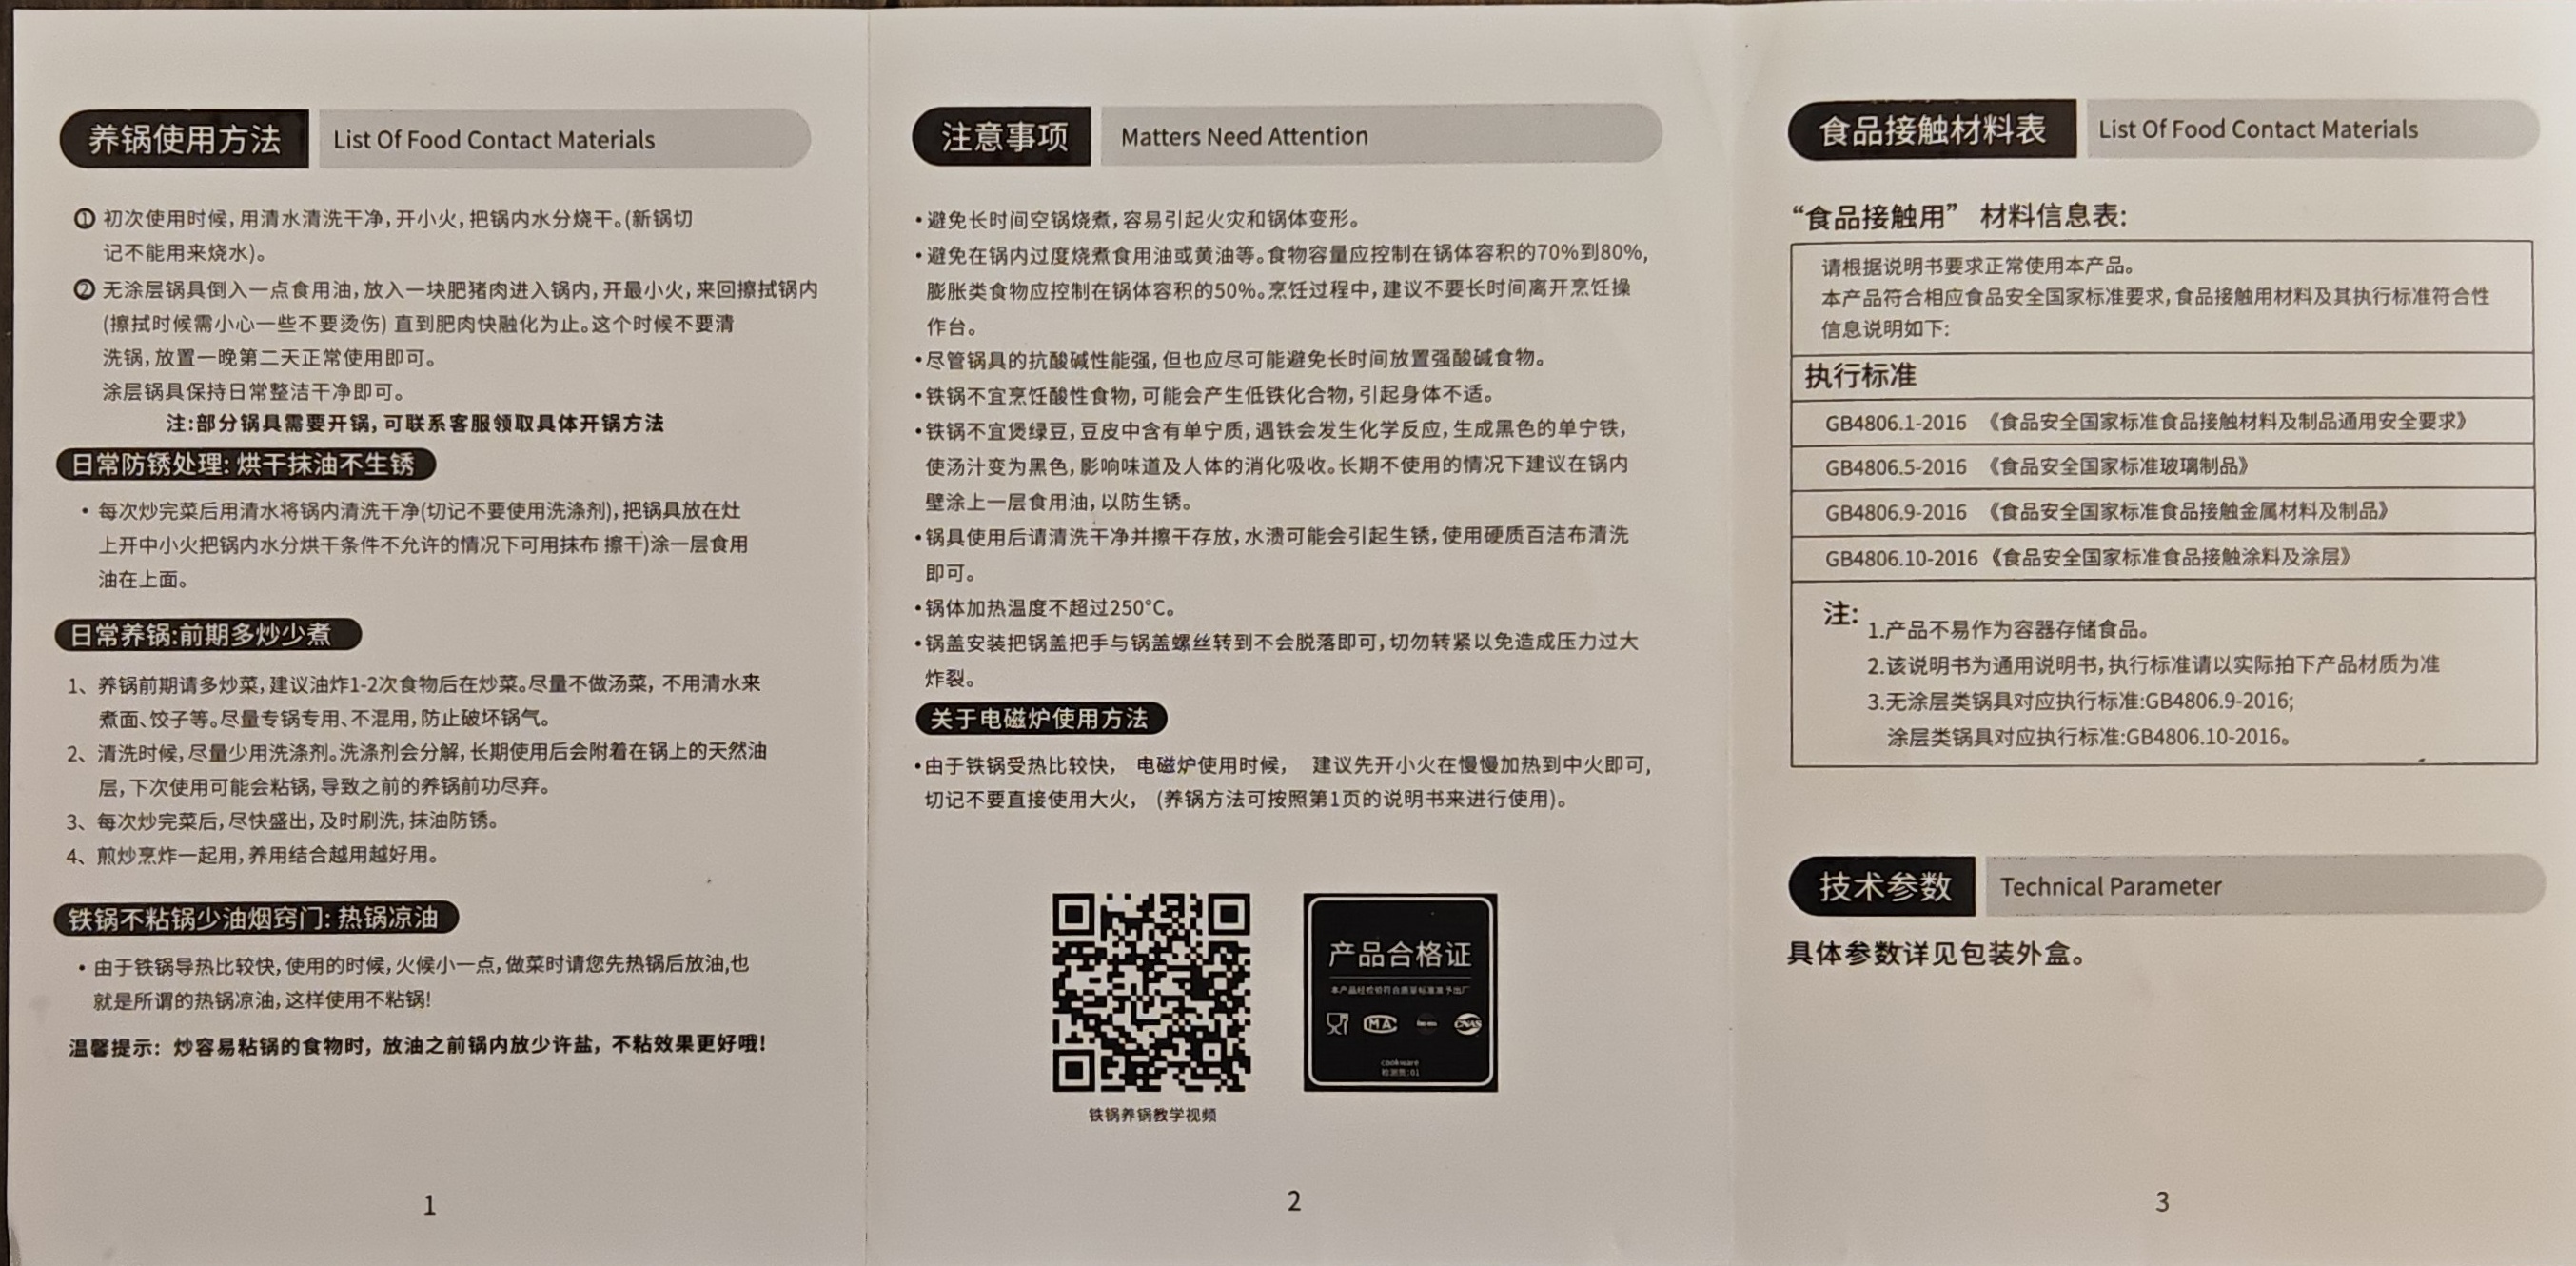 养锅使用方法 List Of Food Contact Materials
① 初次使用时候,用清水清洗干净,开小火,把锅内水分烧干。(新锅切
记不能用来烧水)。
② 无涂层锅具倒入一点食用油,放入一块肥猪肉进入锅内,开最小火,来回擦拭锅内
(擦拭时候需小心一些不要烫伤) 直到肥肉快融化为止。这个时候不要清
洗锅,放置一晚第二天正常使用即可。
涂层锅具保持日常整洁干净即可。
注:部分锅具需要开锅,可联系客服领取具体开锅方法
日常防锈处理: 烘干抹油不生锈
• 每次炒完菜后用清水将锅内清洗干净(切记不要使用洗涤剂),把锅具放在灶
上开中小火把锅内水分烘干条件不允许的情况下可用抹布 擦干)涂一层食用
油在上面。
日常养锅:前期多炒少煮
1、养锅前期请多炒菜,建议油炸1-2次食物后在炒菜。尽量不做汤菜, 不用清水来
煮面、饺子等。尽量专锅专用、不混用,防止破坏锅气。
2、清洗时候,尽量少用洗涤剂。洗涤剂会分解,长期使用后会附着在锅上的天然油
层,下次使用可能会粘锅,导致之前的养锅前功尽弃。
3、每次炒完菜后,尽快盛出,及时刷洗,抹油防锈。
4、煎炒烹炸一起用,养用结合越用越好用。
铁锅不粘锅少油烟窍门: 热锅凉油
• 由于铁锅导热比较快,使用的时候,火候小一点,做菜时请您先热锅后放油,也
就是所谓的热锅凉油,这样使用不粘锅!
温馨提示: 炒容易粘锅的食物时, 放油之前锅内放少许盐, 不粘效果更好哦!
1
注意事项 Matters Need Attention
•避免长时间空锅烧煮,容易引起火灾和锅体变形。
•避免在锅内过度烧煮食用油或黄油等。食物容量应控制在锅体容积的70%到80%,
膨胀类食物应控制在锅体容积的50%。烹饪过程中,建议不要长时间离开烹饪操
作台。
•尽管锅具的抗酸碱性能强,但也应尽可能避免长时间放置强酸碱食物。
•铁锅不宜烹饪酸性食物,可能会产生低铁化合物,引起身体不适。
•铁锅不宜煲绿豆,豆皮中含有单宁质,遇铁会发生化学反应,生成黑色的单宁铁,
使汤汁变为黑色,影响味道及人体的消化吸收。长期不使用的情况下建议在锅内
壁涂上一层食用油,以防生锈。
•锅具使用后请清洗干净并擦干存放,水渍可能会引起生锈,使用硬质百洁布清洗
即可。
•锅体加热温度不超过250°C。
•锅盖安装把锅盖把手与锅盖螺丝转到不会脱落即可,切勿转紧以免造成压力过大
炸裂。
关于电磁炉使用方法
•由于铁锅受热比较快, 电磁炉使用时候, 建议先开小火在慢慢加热到中火即可,
切记不要直接使用大火, (养锅方法可按照第1页的说明书来进行使用)。
铁锅养锅教学视频
产品合格证
本产品经检验符合质量标准准予出厂
MA CNAS
cookware
检测员:01
2
食品接触材料表 List Of Food Contact Materials
“食品接触用” 材料信息表:
请根据说明书要求正常使用本产品。
本产品符合相应食品安全国家标准要求,食品接触用材料及其执行标准符合性
信息说明如下:
执行标准
GB4806.1-2016 《食品安全国家标准食品接触材料及制品通用安全要求》
GB4806.5-2016 《食品安全国家标准玻璃制品》
GB4806.9-2016 《食品安全国家标准食品接触金属材料及制品》
GB4806.10-2016《食品安全国家标准食品接触涂料及涂层》
注:
1.产品不易作为容器存储食品。
2.该说明书为通用说明书,执行标准请以实际拍下产品材质为准
3.无涂层类锅具对应执行标准:GB4806.9-2016;
涂层类锅具对应执行标准:GB4806.10-2016。
技术参数 Technical Parameter
具体参数详见包装外盒。
3